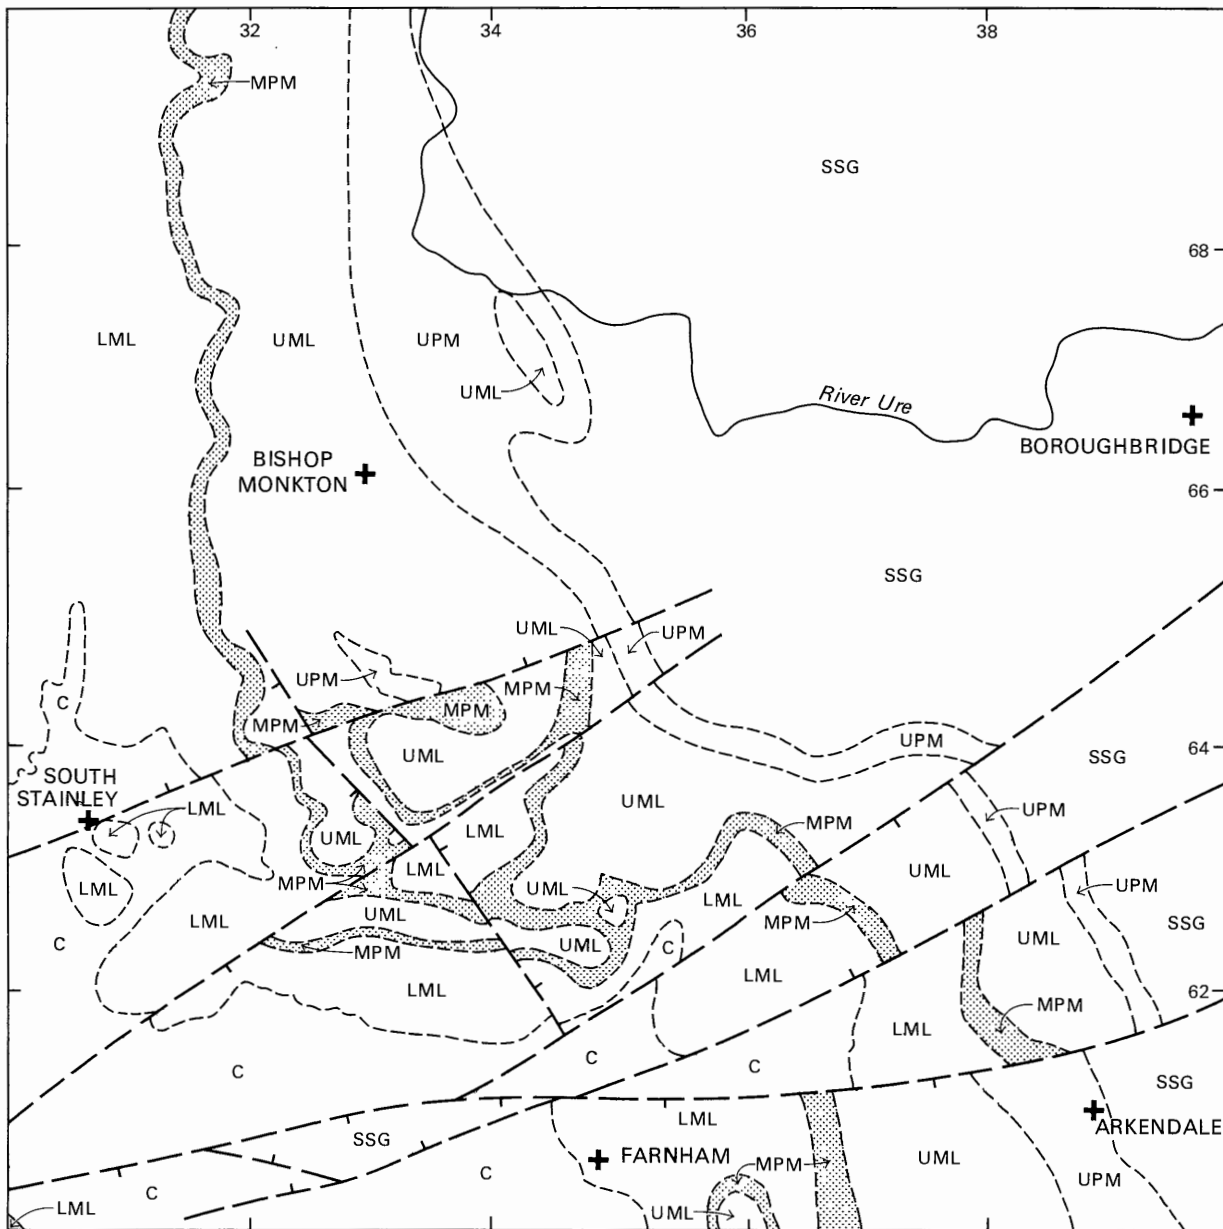 32 34 36 38
MPM
SSG
68
LML UML UPM
UML
River Ure
BISHOP
MONKTON
BOROUGHBRIDGE
66
SSG
UML UPM
UPM MPM
C
MPM MPM
UML
UPM
64
SSG
SOUTH
STAINLEY
LML
UML
UPM
MPM
UML LML
LML
UML
LML
MPM
UML
UPM
LML
UML
LML
MPM
SSG
C
MPM
UML
C
UML
LML
LML
62
MPM
LML
C
C
C
SSG
LML
SSG
ARKENDALE
FARNHAM
MPM
UML
C
C
UPM
LML
UML